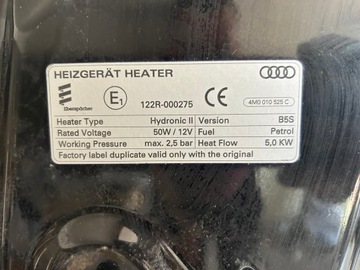 HEIZGERÄT HEATER
Eberspächer
E1
122R-000275
CE
4M0 010 525 C
Heater Type Hydronic II Version B5S
Rated Voltage 50W / 12V Fuel Petrol
Working Pressure max. 2,5 bar Heat Flow 5,0 KW
Factory label duplicate valid only with the original